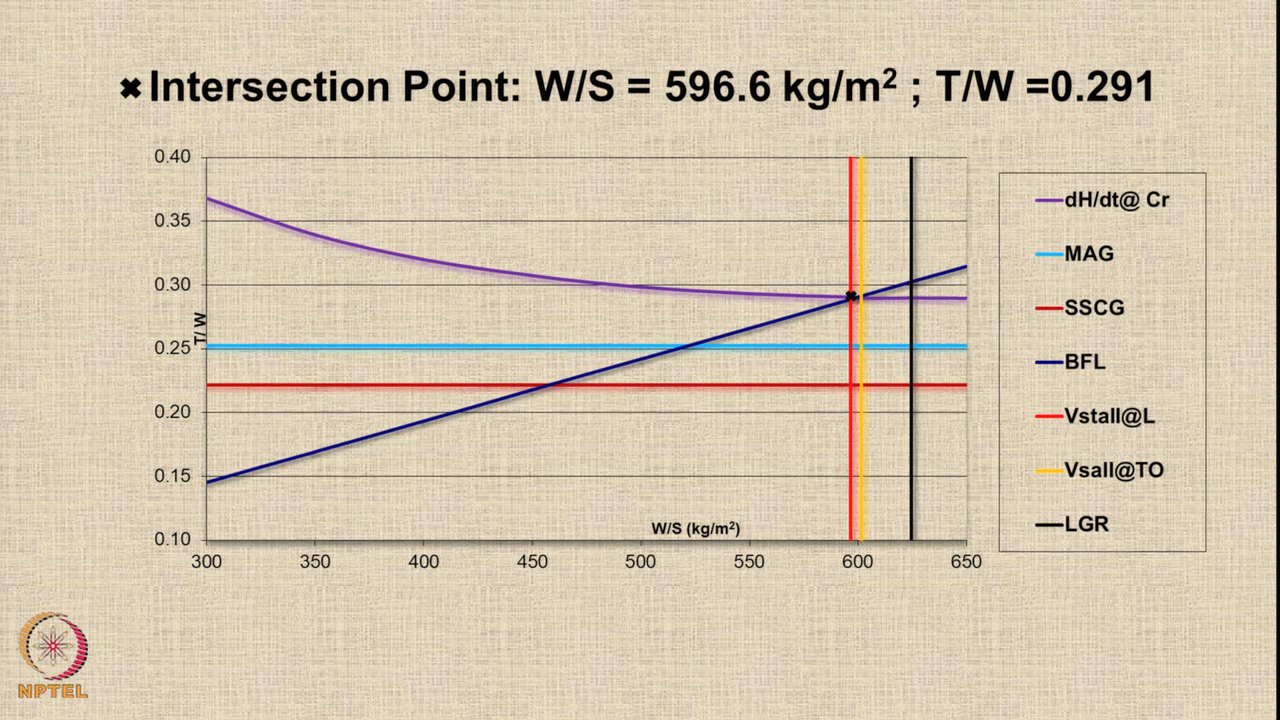 ✖ Intersection Point: W/S = 596.6 kg/m² ; T/W =0.291
0.40
0.35
0.30
0.25
0.20
0.15
0.10
T/ W
W/S (kg/m²)
300 350 400 450 500 550 600 650
dH/dt@ Cr
MAG
SSCG
BFL
Vstall@L
Vsall@TO
LGR
NPTEL